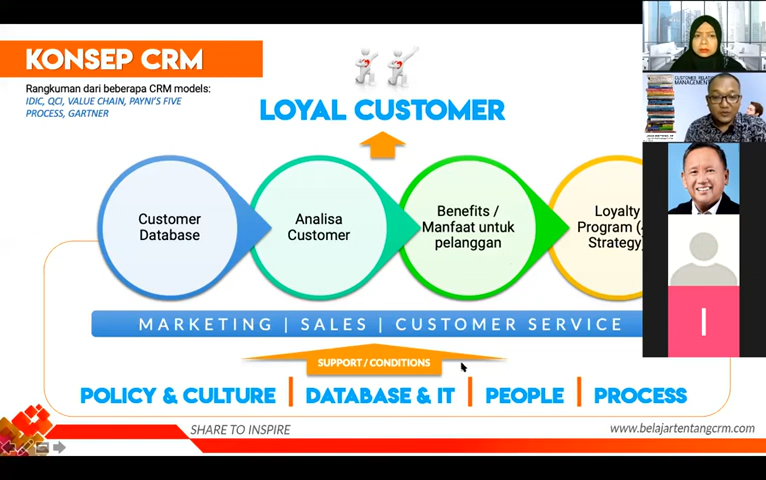 KONSEP CRM
Rangkuman dari beberapa CRM models:
IDIC, QCI, VALUE CHAIN, PAYNI'S FIVE
PROCESS, GARTNER
LOYAL CUSTOMER
Customer
Database
Analisa
Customer
Benefits /
Manfaat untuk
pelanggan
Loyalty
Program (
Strategy
MARKETING | SALES | CUSTOMER SERVICE
SUPPORT / CONDITIONS
POLICY & CULTURE | DATABASE & IT | PEOPLE | PROCESS
SHARE TO INSPIRE
www.belajartentangcrm.com
CUSTOMER RELAT
MANAGEMENT
I